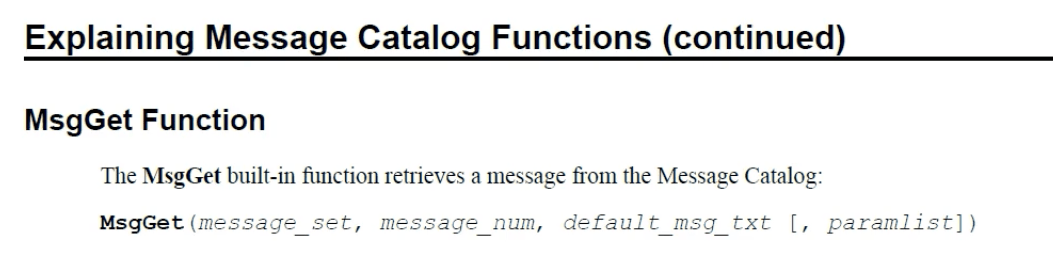 Explaining Message Catalog Functions (continued)
MsgGet Function
The MsgGet built-in function retrieves a message from the Message Catalog:
MsgGet(message_set, message_num, default_msg_txt [, paramlist])